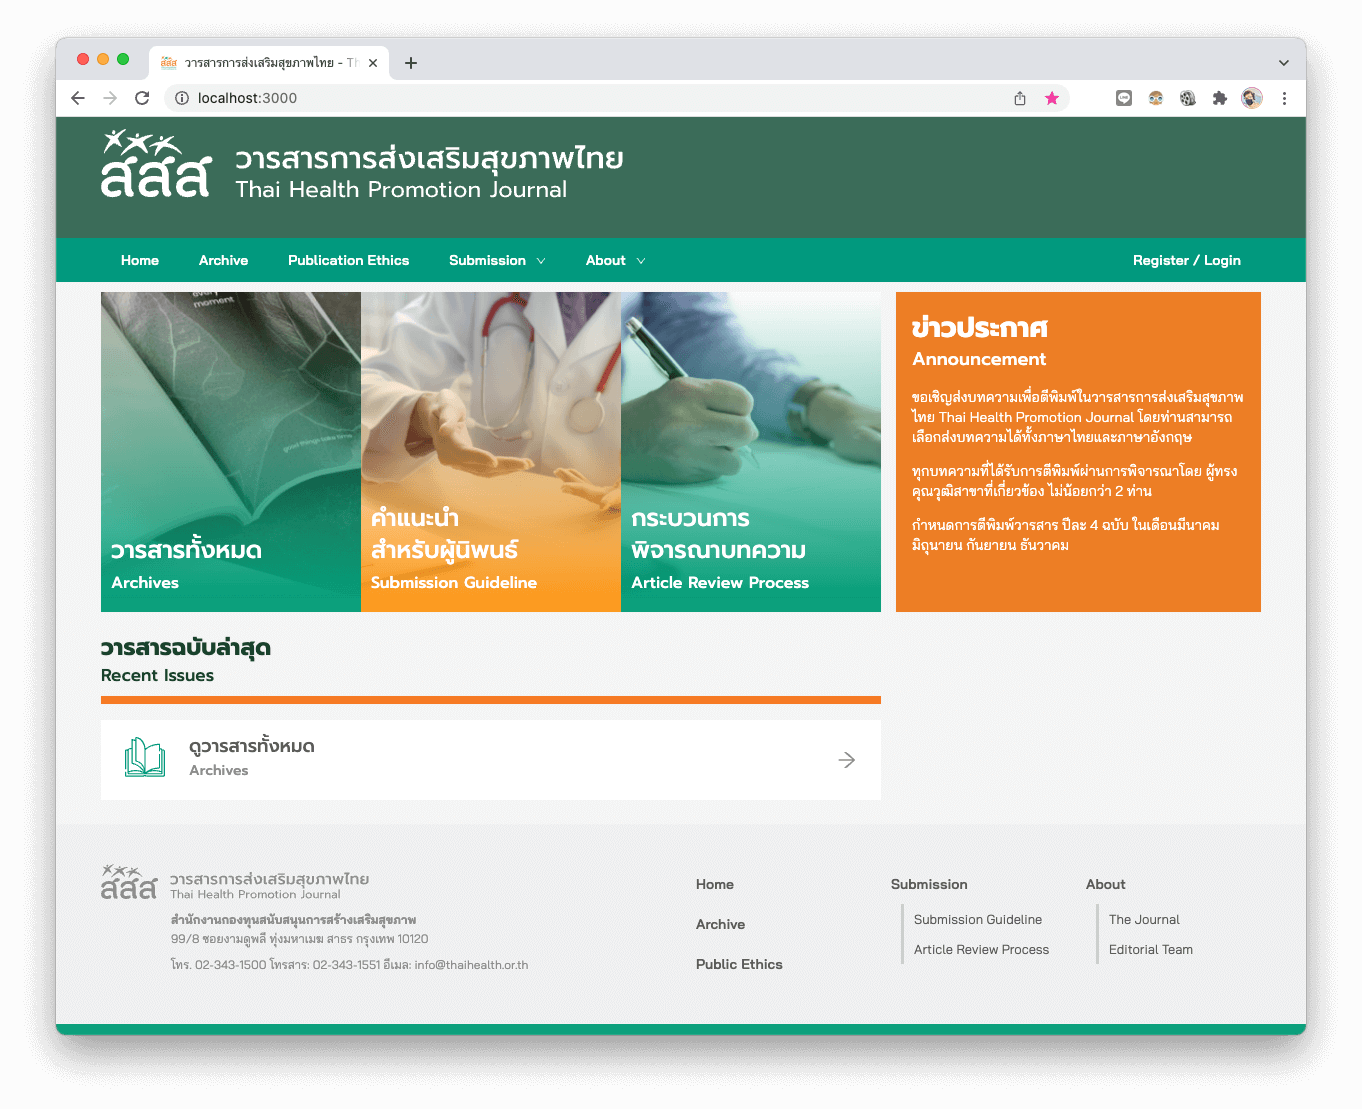 สสส วารสารการส่งเสริมสุขภาพไทย - Th
localhost:3000
สสส
วารสารการส่งเสริมสุขภาพไทย
Thai Health Promotion Journal
Home Archive Publication Ethics Submission About Register / Login
every
moment
good things take time
วารสารทั้งหมด
Archives
คำแนะนำ
สำหรับผู้นิพนธ์
Submission Guideline
กระบวนการ
พิจารณาบทความ
Article Review Process
ข่าวประกาศ
Announcement
ขอเชิญส่งบทความเพื่อตีพิมพ์ในวารสารการส่งเสริมสุขภาพ
ไทย Thai Health Promotion Journal โดยท่านสามารถ
เลือกส่งบทความได้ทั้งภาษาไทยและภาษาอังกฤษ
ทุกบทความที่ได้รับการตีพิมพ์ผ่านการพิจารณาโดย ผู้ทรง
คุณวุฒิสาขาที่เกี่ยวข้อง ไม่น้อยกว่า 2 ท่าน
กำหนดการตีพิมพ์วารสาร ปีละ 4 ฉบับ ในเดือนมีนาคม
มิถุนายน กันยายน ธันวาคม
วารสารฉบับล่าสุด
Recent Issues
ดูวารสารทั้งหมด
Archives
สสส
วารสารการส่งเสริมสุขภาพไทย
Thai Health Promotion Journal
สำนักงานกองทุนสนับสนุนการสร้างเสริมสุขภาพ
99/8 ซอยงามดูพลี ทุ่งมหาเมฆ สาธร กรุงเทพ 10120
โทร. 02-343-1500 โทรสาร: 02-343-1551 อีเมล: info@thaihealth.or.th
Home
Archive
Public Ethics
Submission
Submission Guideline
Article Review Process
About
The Journal
Editorial Team